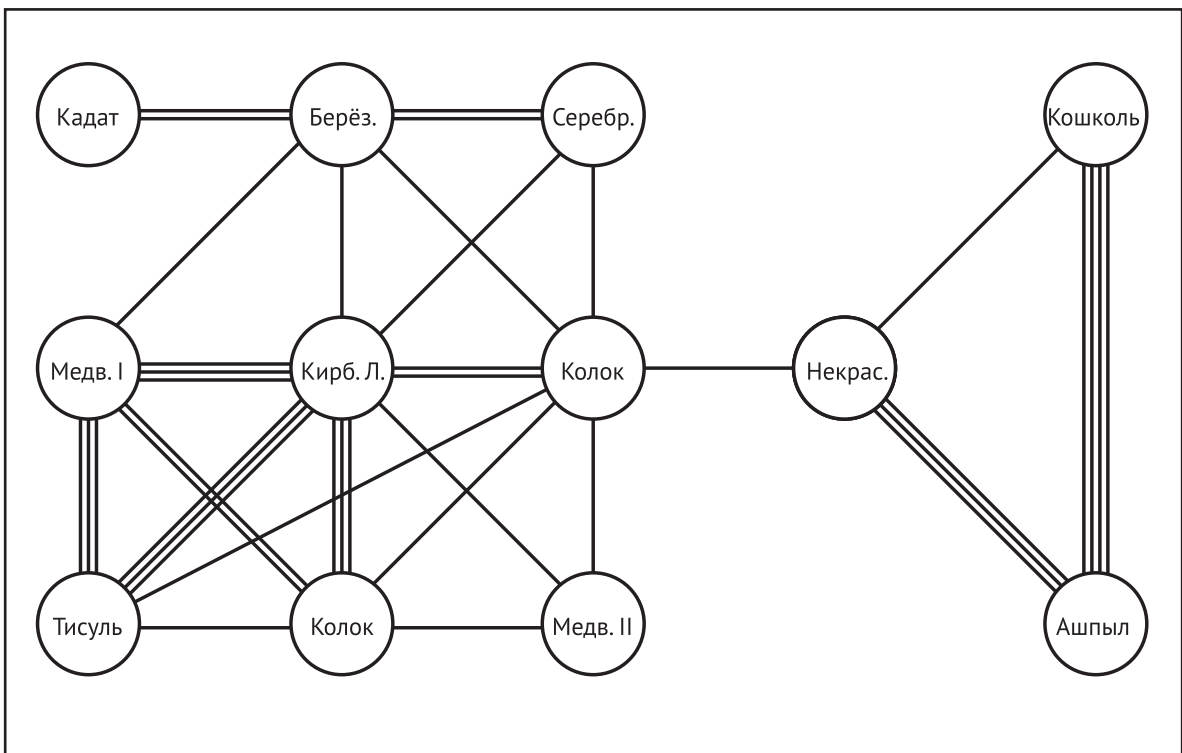 Кадат
Берёз.
Серебр.
Кошколь
Медв. I
Кирб. Л.
Колок
Некрас.
Тисуль
Колок
Медв. II
Ашпыл